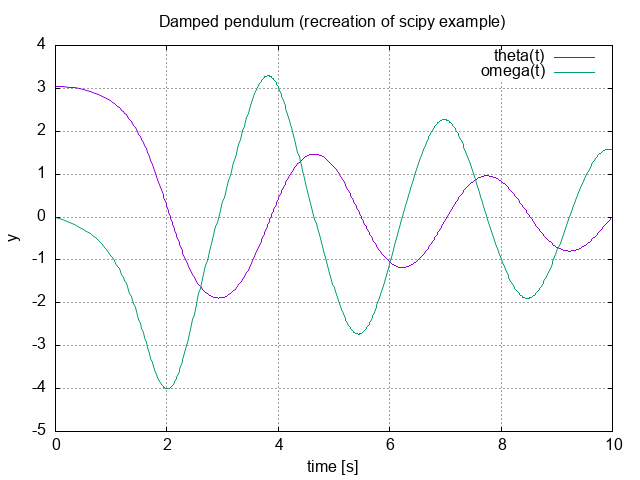 Damped pendulum (recreation of scipy example)
theta(t)
omega(t)
4
3
2
1
0
-1
-2
-3
-4
-5
y
0 2 4 6 8 10
time [s]